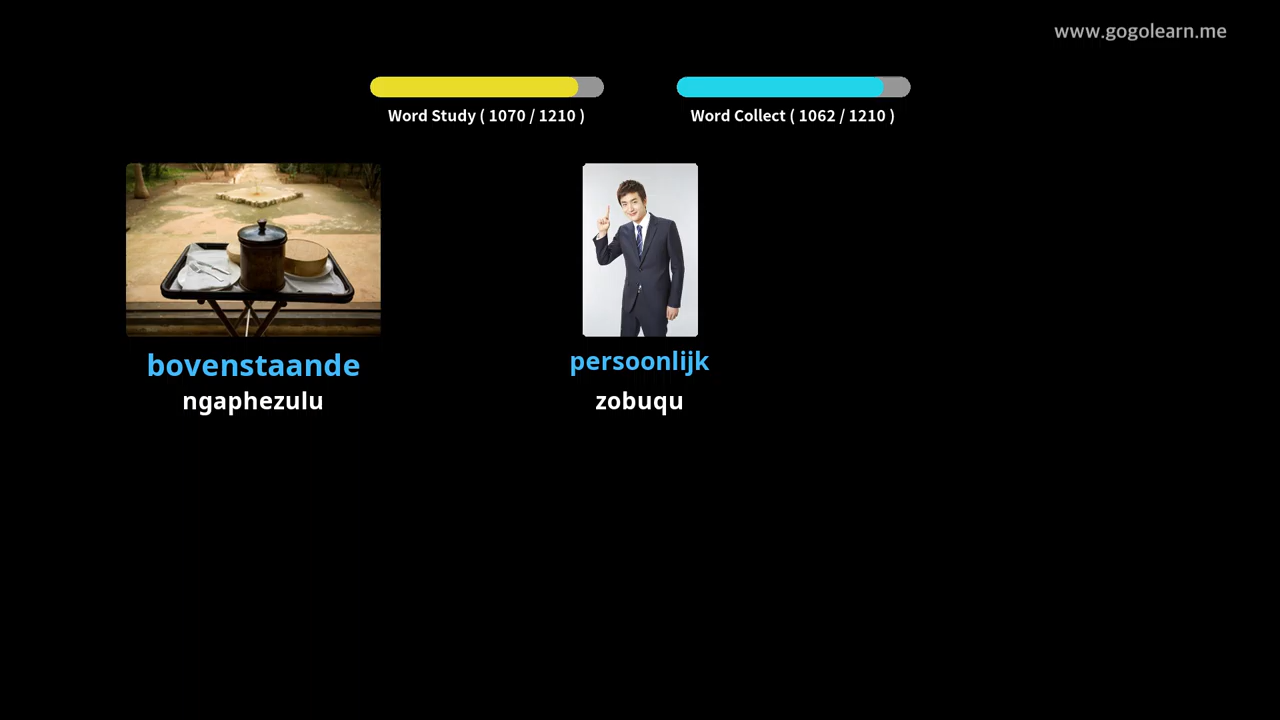 www.gogolearn.me
Word Study ( 1070 / 1210 )
Word Collect ( 1062 / 1210 )
bovenstaande
ngaphezulu
persoonlijk
zobuqu